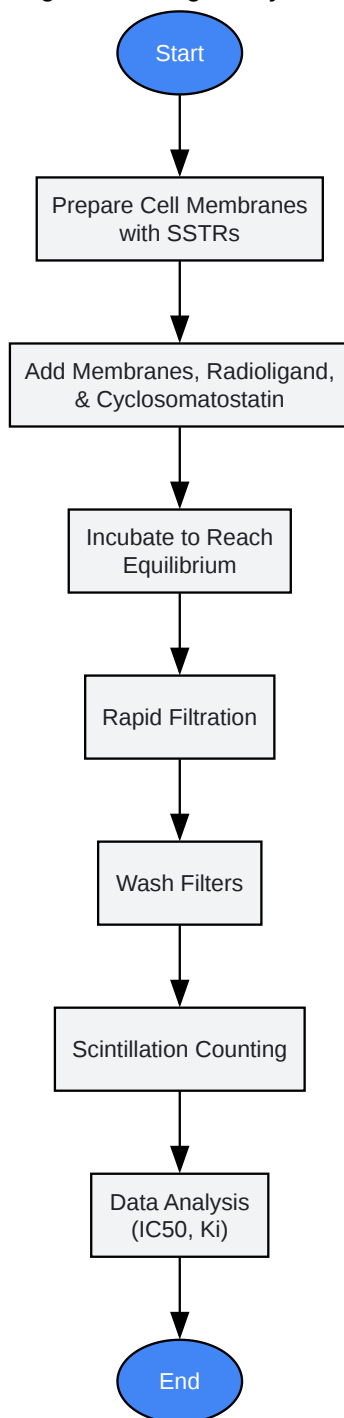 Start
Prepare Cell Membranes
with SSTRs
Add Membranes, Radioligand,
& Cyclosomatostatin
Incubate to Reach
Equilibrium
Rapid Filtration
Wash Filters
Scintillation Counting
Data Analysis
(IC50, Ki)
End